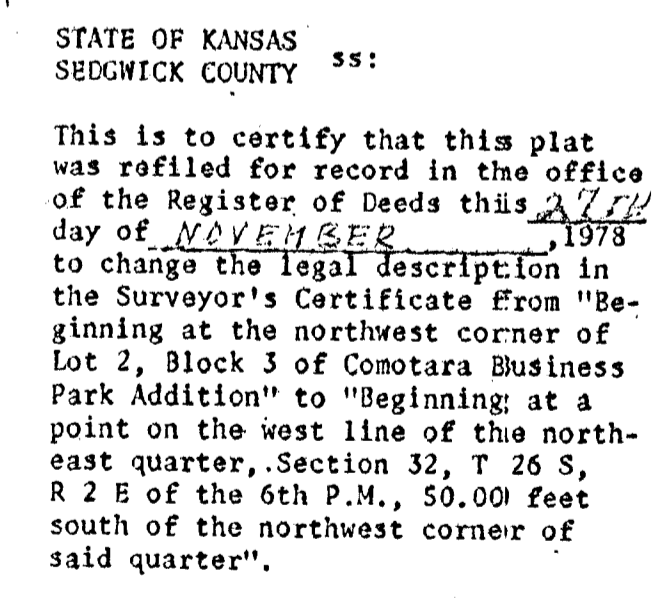 STATE OF KANSAS
SEDGWICK COUNTY ss:
This is to certify that this plat
was refiled for record in the office
of the Register of Deeds this 27TH
day of NOVEMBER ,1978
to change the legal description in
the Surveyor's Certificate from "Be-
ginning at the northwest corner of
Lot 2, Block 3 of Comotara Business
Park Addition" to "Beginning at a
point on the west line of the north-
east quarter, Section 32, T 26 S,
R 2 E of the 6th P.M., 50.00 feet
south of the northwest corner of
said quarter".